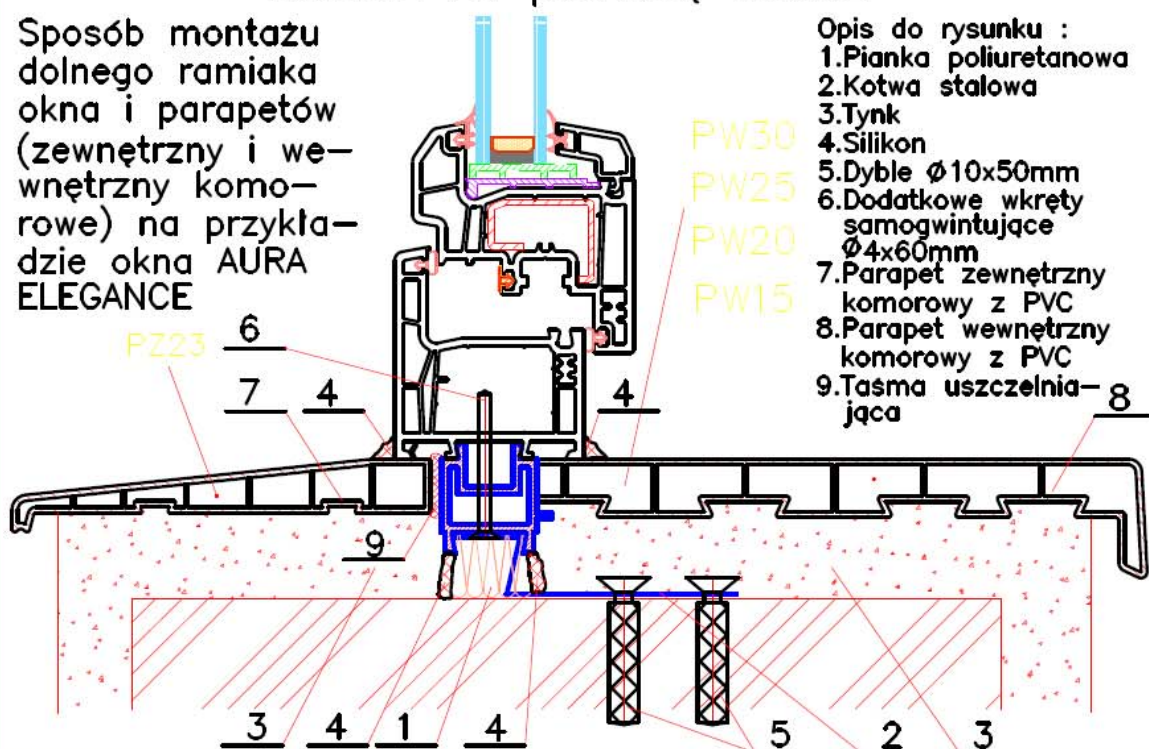 Sposób montażu
dolnego ramiaka
okna i parapetów
(zewnętrzny i we–
wnętrzny komo–
rowe) na przykła–
dzie okna AURA
ELEGANCE
Opis do rysunku :
1.Pianka poliuretanowa
2.Kotwa stalowa
3.Tynk
4.Silikon
5.Dyble Ø10x50mm
6.Dodatkowe wkręty
samogwintujące
Ø4x60mm
7.Parapet zewnętrzny
komorowy z PVC
8.Parapet wewnętrzny
komorowy z PVC
9.Taśma uszczelnia–
jąca
PW30
PW25
PW20
PW15
PZ23
6
7
4
4
8
9
3
4
1
4
5
2
3